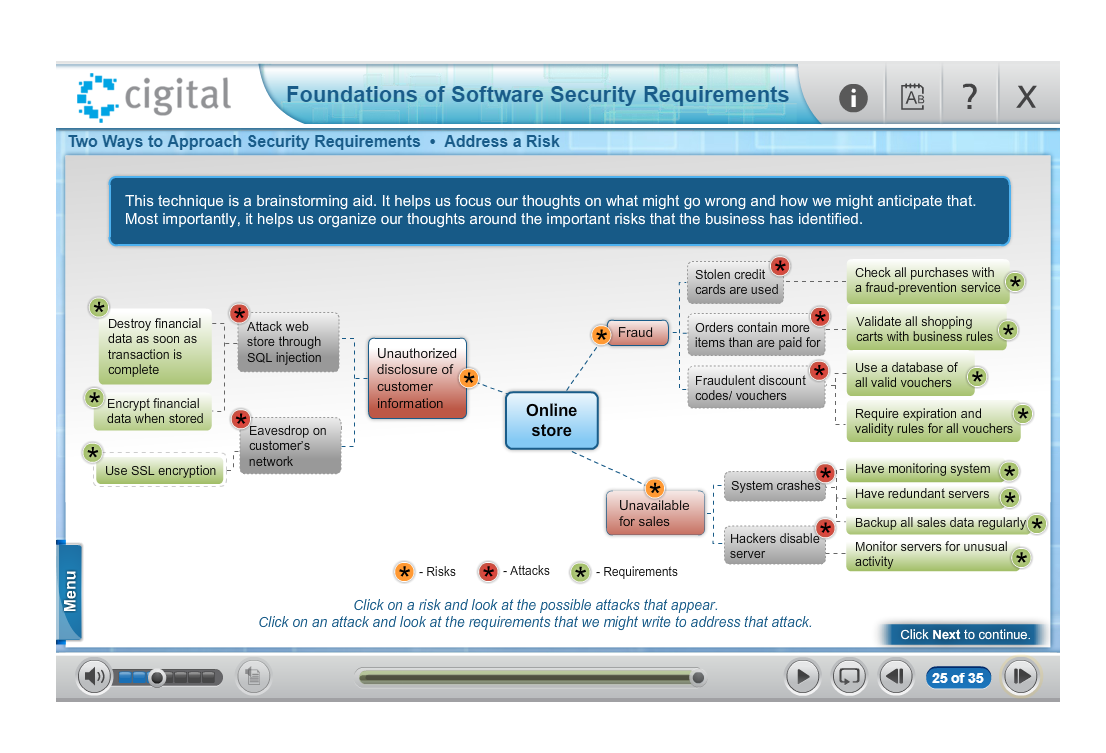 cigital
Foundations of Software Security Requirements
i
AB
?
X
Two Ways to Approach Security Requirements • Address a Risk
This technique is a brainstorming aid. It helps us focus our thoughts on what might go wrong and how we might anticipate that.
Most importantly, it helps us organize our thoughts around the important risks that the business has identified.
Destroy financial
data as soon as
transaction is
complete
Encrypt financial
data when stored
Use SSL encryption
Attack web
store through
SQL injection
Eavesdrop on
customer's
network
Unauthorized
disclosure of
customer
information
Online
store
Fraud
Stolen credit
cards are used
Check all purchases with
a fraud-prevention service
Orders contain more
items than are paid for
Validate all shopping
carts with business rules
Fraudulent discount
codes/ vouchers
Use a database of
all valid vouchers
Require expiration and
validity rules for all vouchers
Unavailable
for sales
System crashes
Have monitoring system
Have redundant servers
Backup all sales data regularly
Hackers disable
server
Monitor servers for unusual
activity
* - Risks * - Attacks * - Requirements
Click on a risk and look at the possible attacks that appear.
Click on an attack and look at the requirements that we might write to address that attack.
Menu
Click Next to continue.
25 of 35